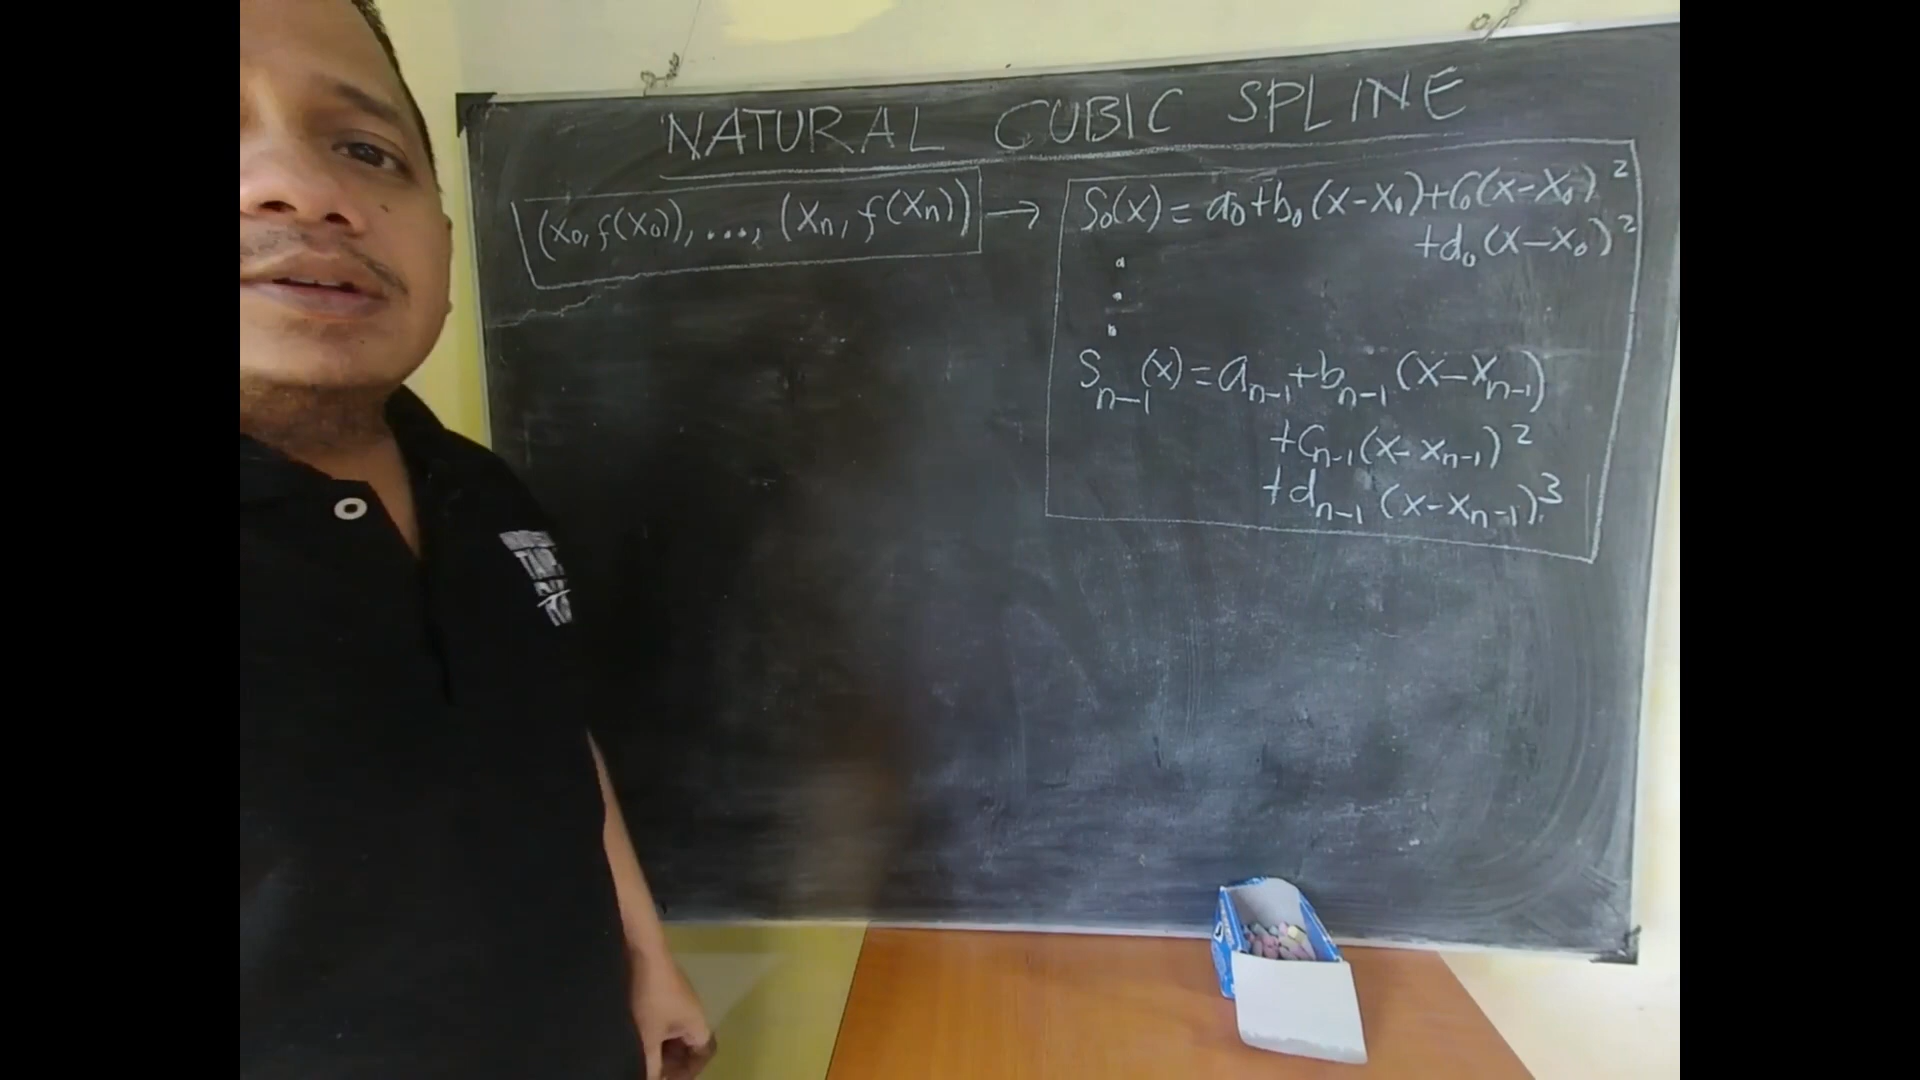 NATURAL CUBIC SPLINE
(x₀, f(x₀)), ..., (xₙ, f(xₙ)) → S₀(x) = a₀+b₀(x-x₀)+c₀(x-x₀)²
+d₀(x-x₀)²
Sₙ₋₁(x) = aₙ₋₁+bₙ₋₁(x-xₙ₋₁)
+cₙ₋₁(x-xₙ₋₁)²
+dₙ₋₁(x-xₙ₋₁)³